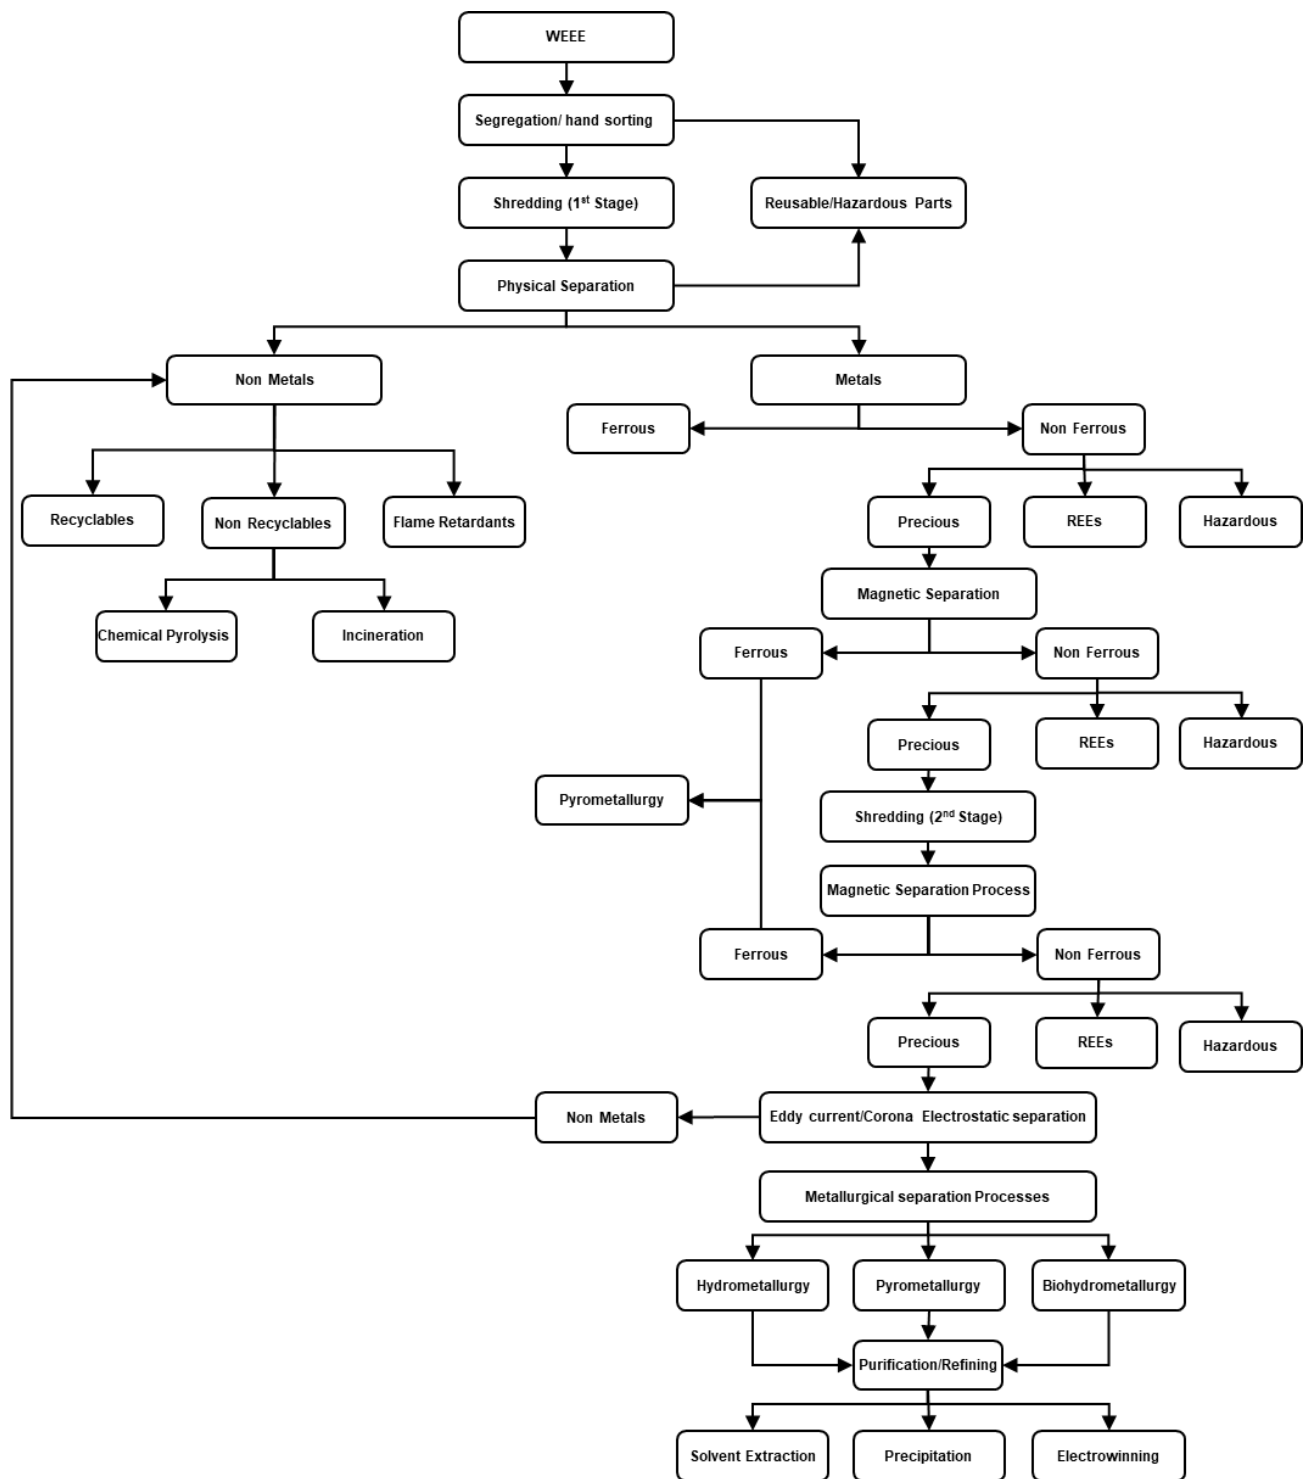 WEEE
Segregation/ hand sorting
Shredding (1st Stage)
Reusable/Hazardous Parts
Physical Separation
Non Metals
Metals
Ferrous
Non Ferrous
Recyclables
Non Recyclables
Flame Retardants
Precious
REEs
Hazardous
Magnetic Separation
Chemical Pyrolysis
Incineration
Ferrous
Non Ferrous
Precious
REEs
Hazardous
Pyrometallurgy
Shredding (2nd Stage)
Magnetic Separation Process
Ferrous
Non Ferrous
Precious
REEs
Hazardous
Non Metals
Eddy current/Corona Electrostatic separation
Metallurgical separation Processes
Hydrometallurgy
Pyrometallurgy
Biohydrometallurgy
Purification/Refining
Solvent Extraction
Precipitation
Electrowinning